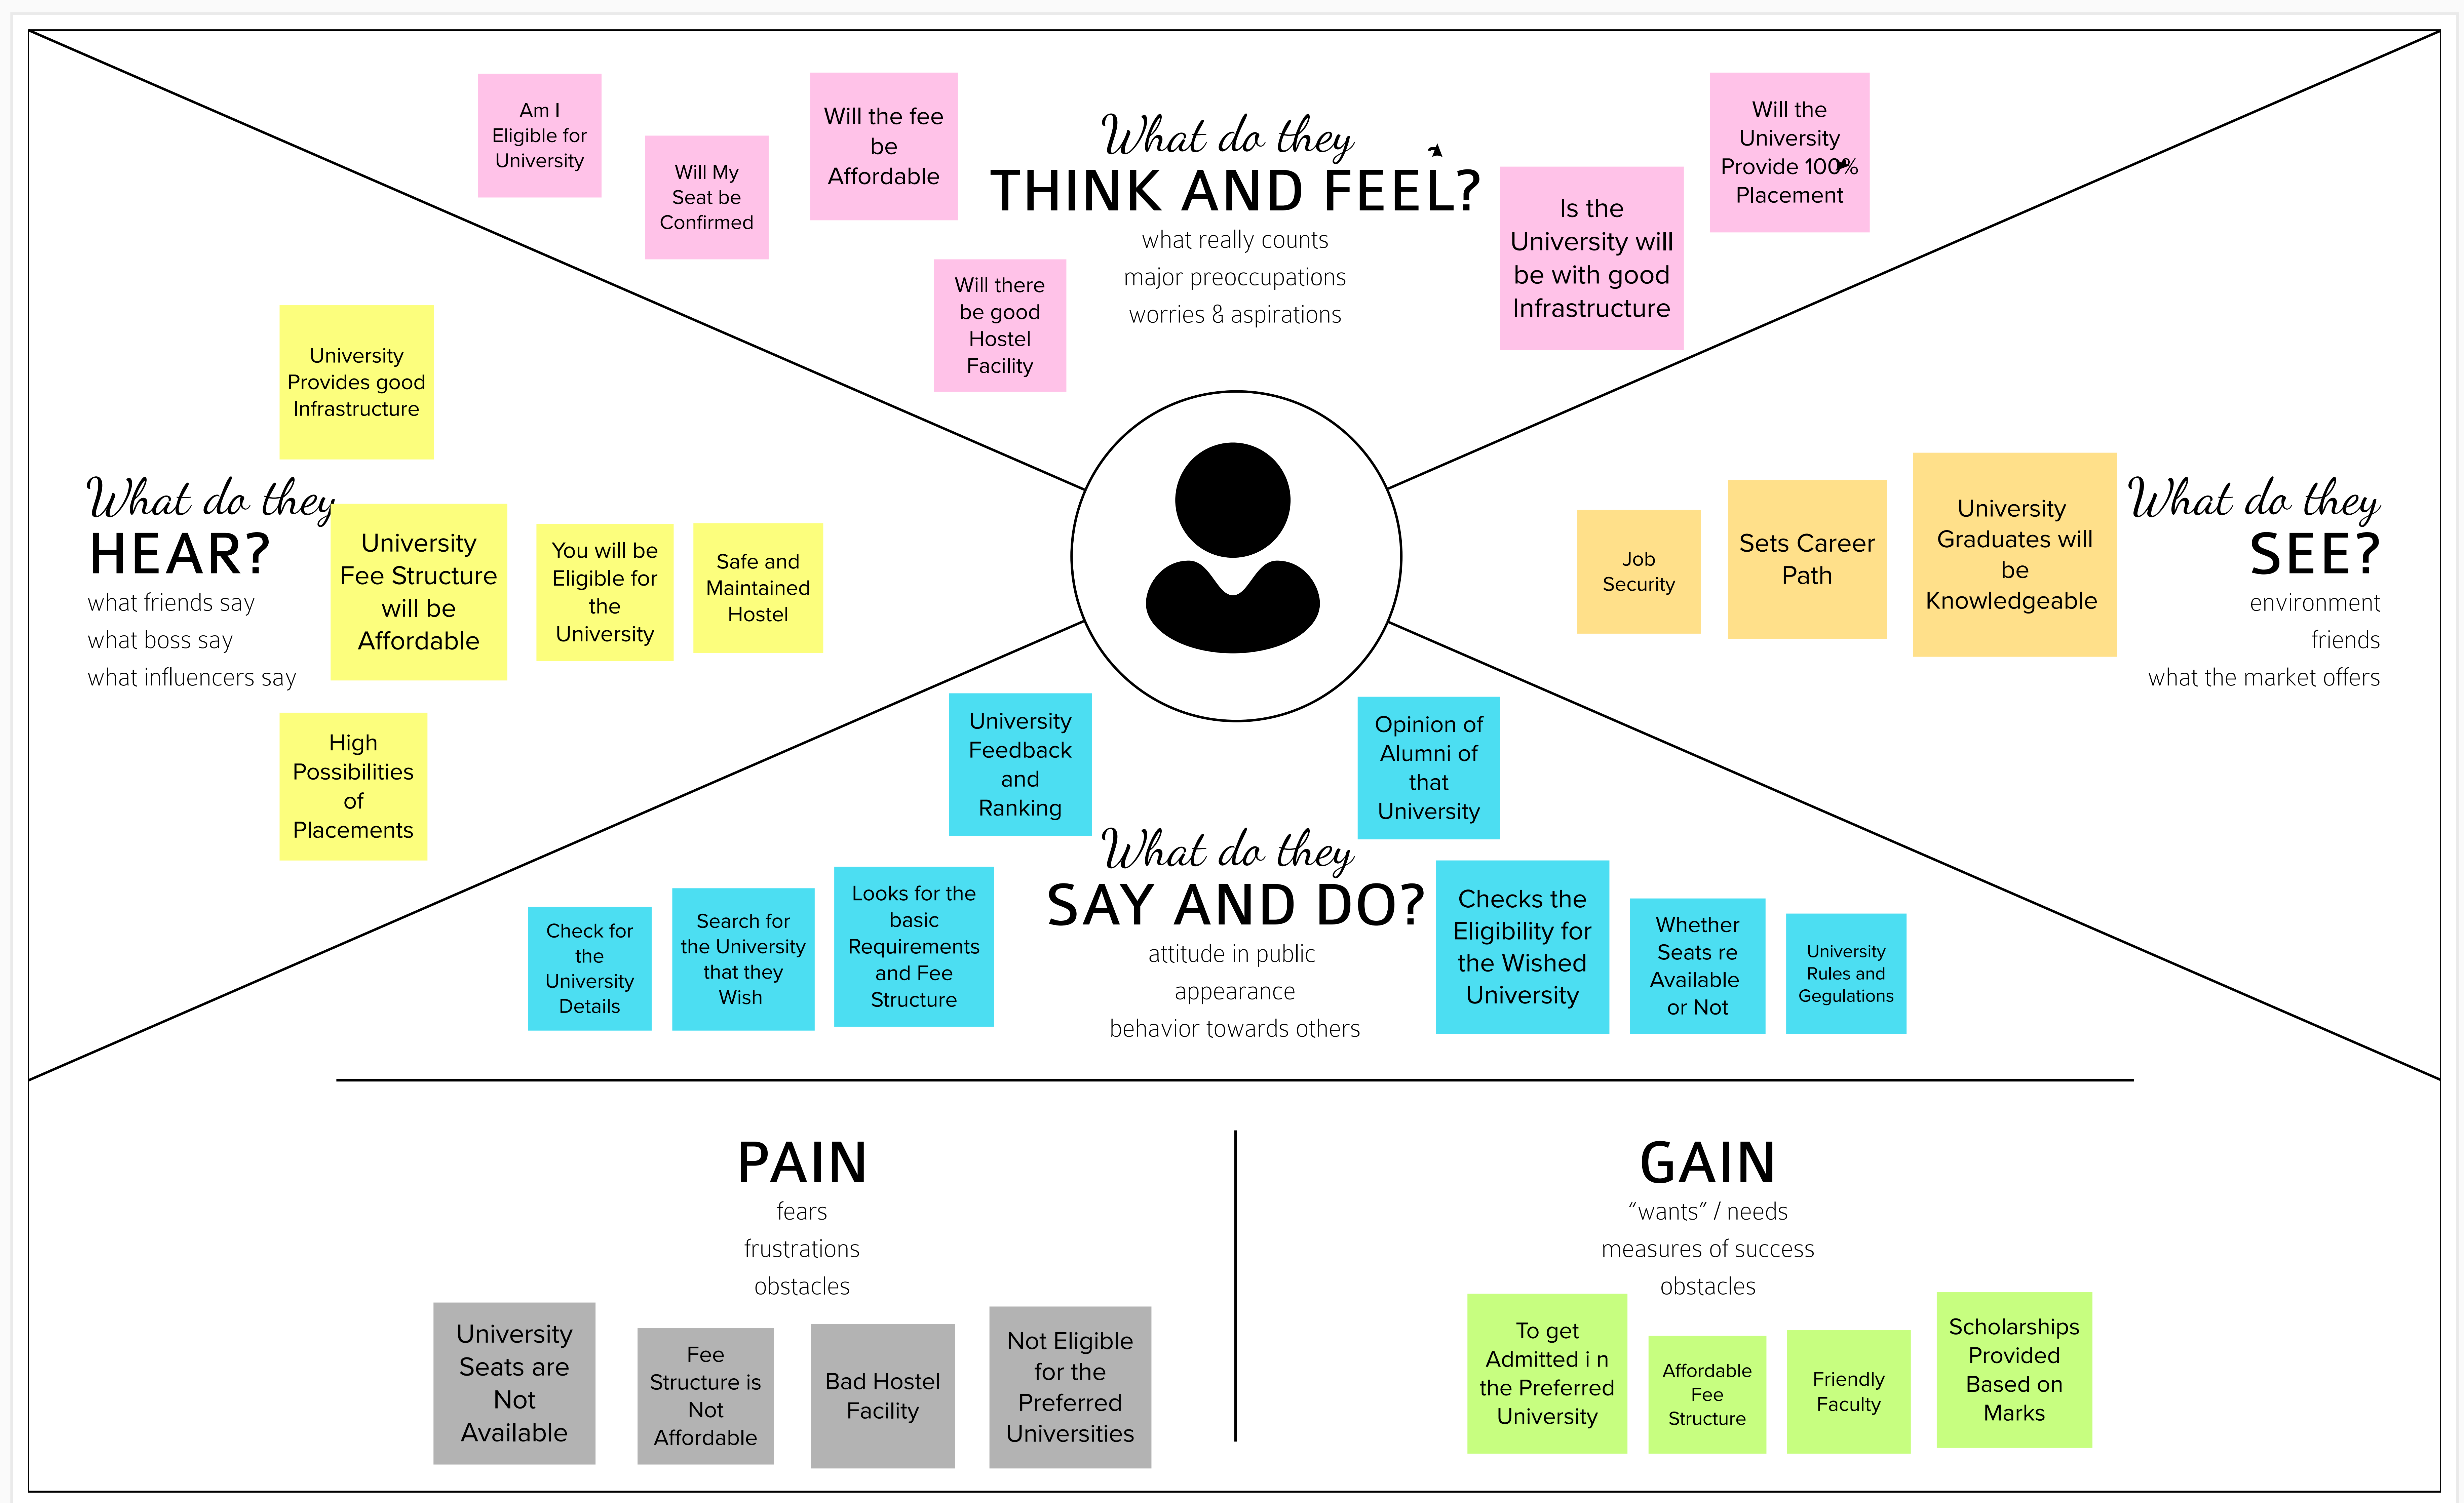 Am I
Eligible for
University
Will My
Seat be
Confirmed
Will the fee
be
Affordable
Will there
be good
Hostel
Facility
What do they
THINK AND FEEL?
what really counts
major preoccupations
worries & aspirations
Is the
University will
be with good
Infrastructure
Will the
University
Provide 100%
Placement
University
Provides good
Infrastructure
What do they
HEAR?
what friends say
what boss say
what influencers say
University
Fee Structure
will be
Affordable
You will be
Eligible for
the
University
Safe and
Maintained
Hostel
High
Possibilities
of
Placements
Job
Security
Sets Career
Path
University
Graduates will
be
Knowledgeable
What do they
SEE?
environment
friends
what the market offers
University
Feedback
and
Ranking
Opinion of
Alumni of
that
University
Check for
the
University
Details
Search for
the University
that they
Wish
Looks for the
basic
Requirements
and Fee
Structure
What do they
SAY AND DO?
attitude in public
appearance
behavior towards others
Checks the
Eligibility for
the Wished
University
Whether
Seats re
Available
or Not
University
Rules and
Gegulations
PAIN
fears
frustrations
obstacles
University
Seats are
Not
Available
Fee
Structure is
Not
Affordable
Bad Hostel
Facility
Not Eligible
for the
Preferred
Universities
GAIN
“wants” / needs
measures of success
obstacles
To get
Admitted i n
the Preferred
University
Affordable
Fee
Structure
Friendly
Faculty
Scholarships
Provided
Based on
Marks